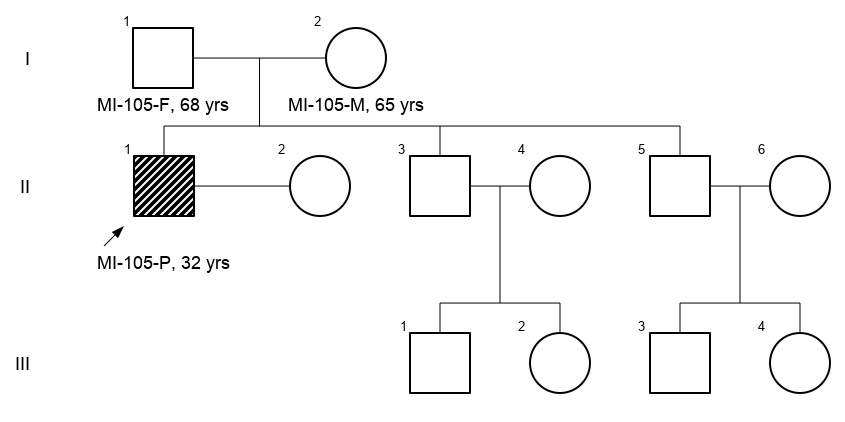 1 2
I
MI-105-F, 68 yrs MI-105-M, 65 yrs
1 2 3 4 5 6
II
MI-105-P, 32 yrs
1 2 3 4
III